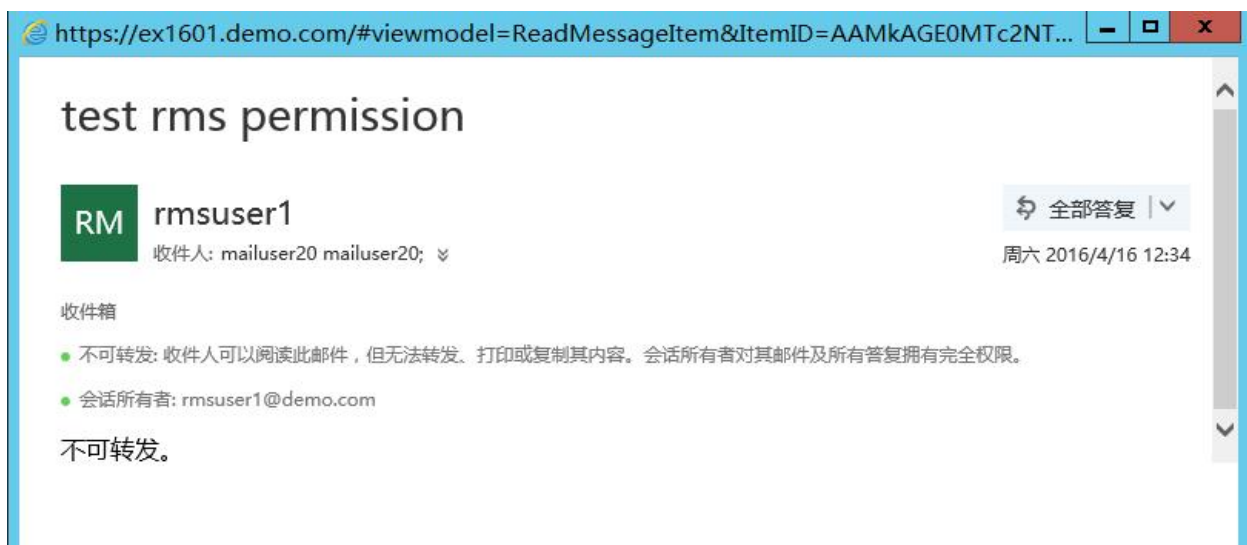 https://ex1601.demo.com/#viewmodel=ReadMessageItem&ItemID=AAMkAGE0MTc2NT...
test rms permission
RM
rmsuser1
全部答复
收件人: mailuser20 mailuser20;
周六 2016/4/16 12:34
收件箱
不可转发: 收件人可以阅读此邮件，但无法转发、打印或复制其内容。会话所有者对其邮件及所有答复拥有完全权限。
会话所有者: rmsuser1@demo.com
不可转发。